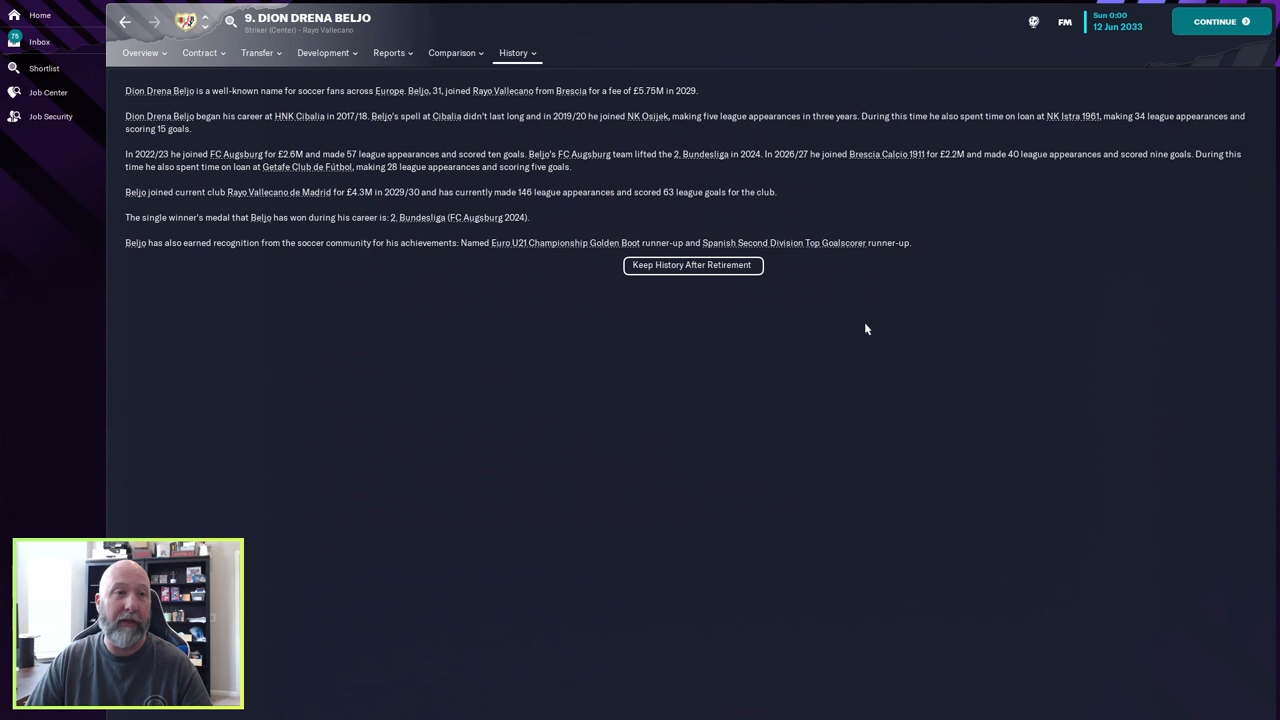 Home
75
Inbox
Shortlist
Job Center
Job Security
9. DION DRENA BELJO
Striker (Center) - Rayo Vallecano
FM
Sun 0:00
12 Jun 2033
CONTINUE
Overview
Contract
Transfer
Development
Reports
Comparison
History
Dion Drena Beljo is a well-known name for soccer fans across Europe. Beljo, 31, joined Rayo Vallecano from Brescia for a fee of £5.75M in 2029.
Dion Drena Beljo began his career at HNK Cibalia in 2017/18. Beljo's spell at Cibalia didn't last long and in 2019/20 he joined NK Osijek, making five league appearances in three years. During this time he also spent time on loan at NK Istra 1961, making 34 league appearances and
scoring 15 goals.
In 2022/23 he joined FC Augsburg for £2.6M and made 57 league appearances and scored ten goals. Beljo's FC Augsburg team lifted the 2. Bundesliga in 2024. In 2026/27 he joined Brescia Calcio 1911 for £2.2M and made 40 league appearances and scored nine goals. During this
time he also spent time on loan at Getafe Club de Fútbol, making 28 league appearances and scoring five goals.
Beljo joined current club Rayo Vallecano de Madrid for £4.3M in 2029/30 and has currently made 146 league appearances and scored 63 league goals for the club.
The single winner's medal that Beljo has won during his career is: 2. Bundesliga (FC Augsburg 2024).
Beljo has also earned recognition from the soccer community for his achievements: Named Euro U21 Championship Golden Boot runner-up and Spanish Second Division Top Goalscorer runner-up.
Keep History After Retirement